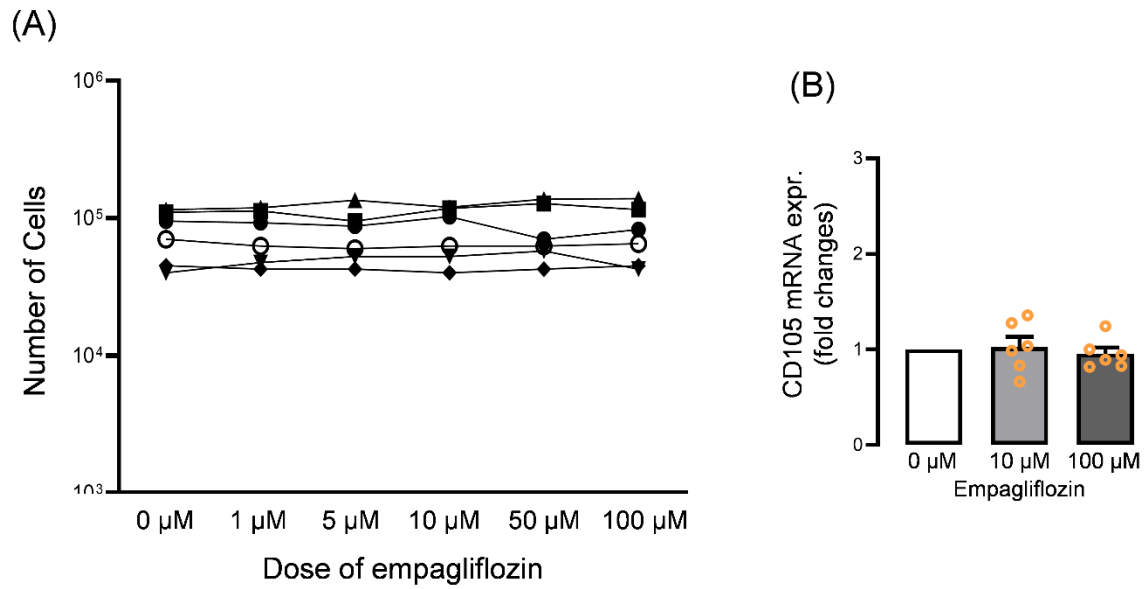 (A)
10⁶
10⁵
10⁴
10³
Number of Cells
0 µM 1 µM 5 µM 10 µM 50 µM 100 µM
Dose of empagliflozin
(B)
3
2
1
0
CD105 mRNA expr.
(fold changes)
0 µM 10 µM 100 µM
Empagliflozin